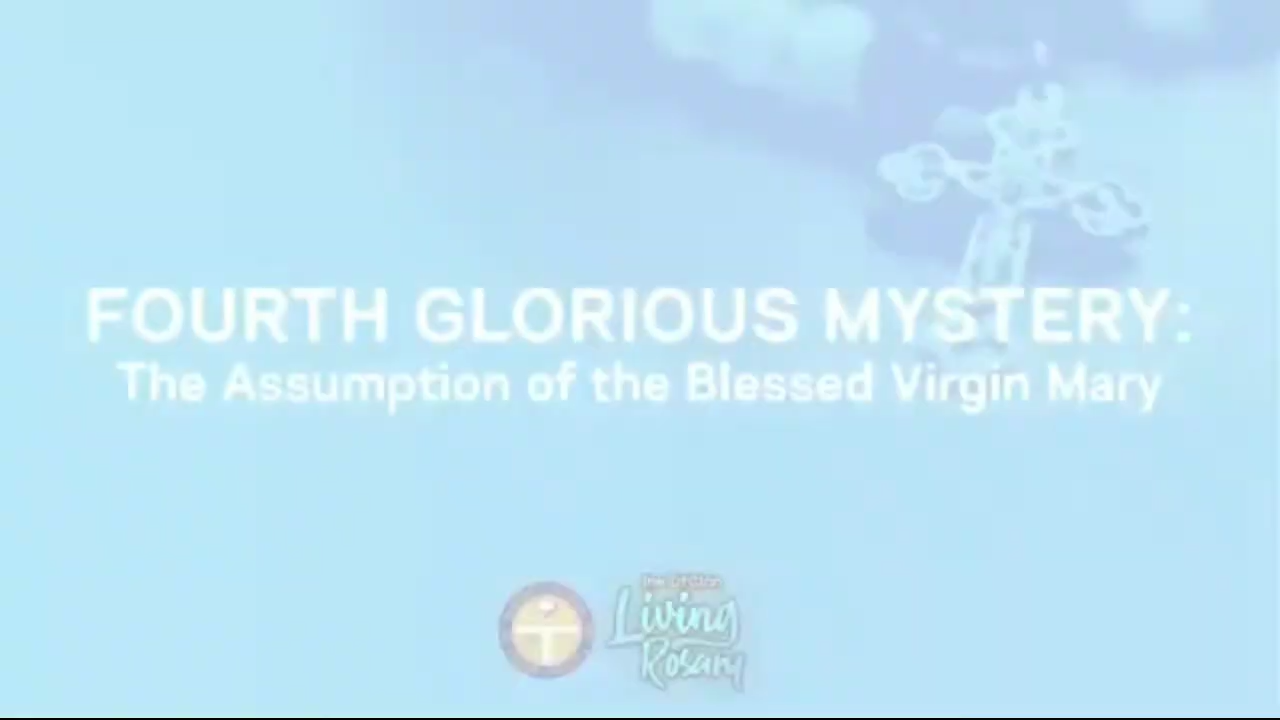 FOURTH GLORIOUS MYSTERY:
The Assumption of the Blessed Virgin Mary
Living
Rosary